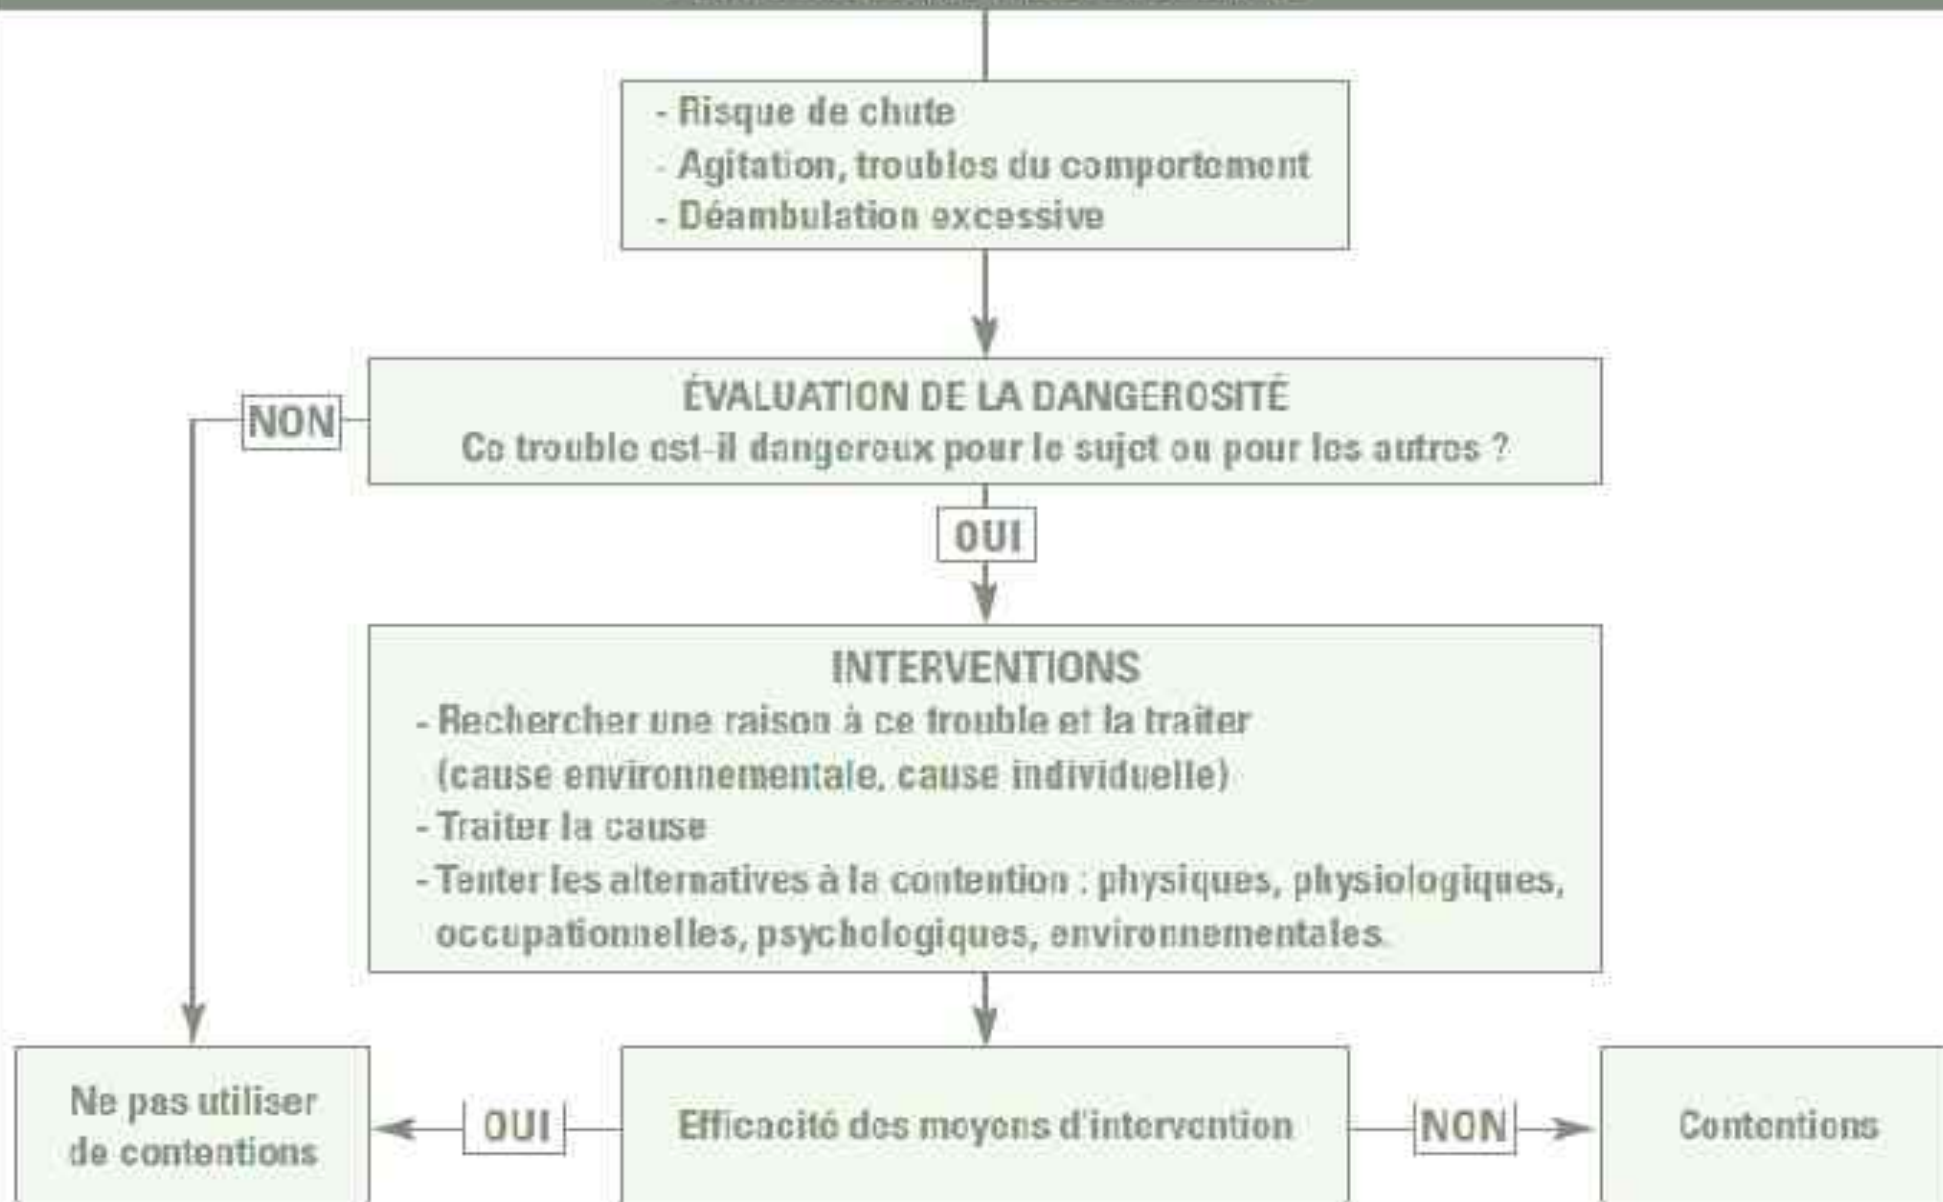 - Risque de chute
- Agitation, troubles du comportement
- Déambulation excessive
ÉVALUATION DE LA DANGEROSITÉ
Ce trouble est-il dangereux pour le sujet ou pour les autres ?
NON
OUI
INTERVENTIONS
- Rechercher une raison à ce trouble et la traiter
(cause environnementale, cause individuelle)
- Traiter la cause
- Tenter les alternatives à la contention : physiques, physiologiques,
occupationnelles, psychologiques, environnementales.
Ne pas utiliser
de contentions
OUI
Efficacité des moyens d'intervention
NON
Contentions